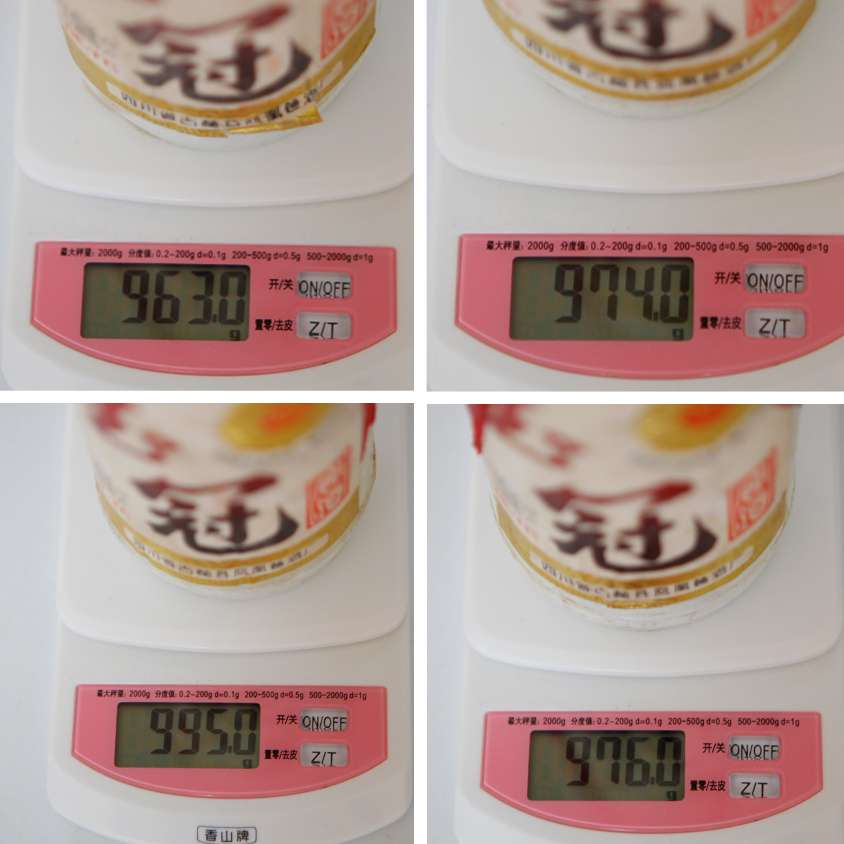 冠
最大秤量: 2000g 分度值: 0.2~200g d=0.1g 200~500g d=0.5g 500~2000g d=1g
963.0 g
开/关 ON/OFF
置零/去皮 Z/T
冠
最大秤量: 2000g 分度值: 0.2~200g d=0.1g 200~500g d=0.5g 500~2000g d=1g
974.0 g
开/关 ON/OFF
置零/去皮 Z/T
一冠
最大秤量: 2000g 分度值: 0.2~200g d=0.1g 200~500g d=0.5g 500~2000g d=1g
995.0 g
开/关 ON/OFF
置零/去皮 Z/T
香山牌
一冠
最大秤量: 2000g 分度值: 0.2~200g d=0.1g 200~500g d=0.5g 500~2000g d=1g
976.0 g
开/关 ON/OFF
置零/去皮 Z/T